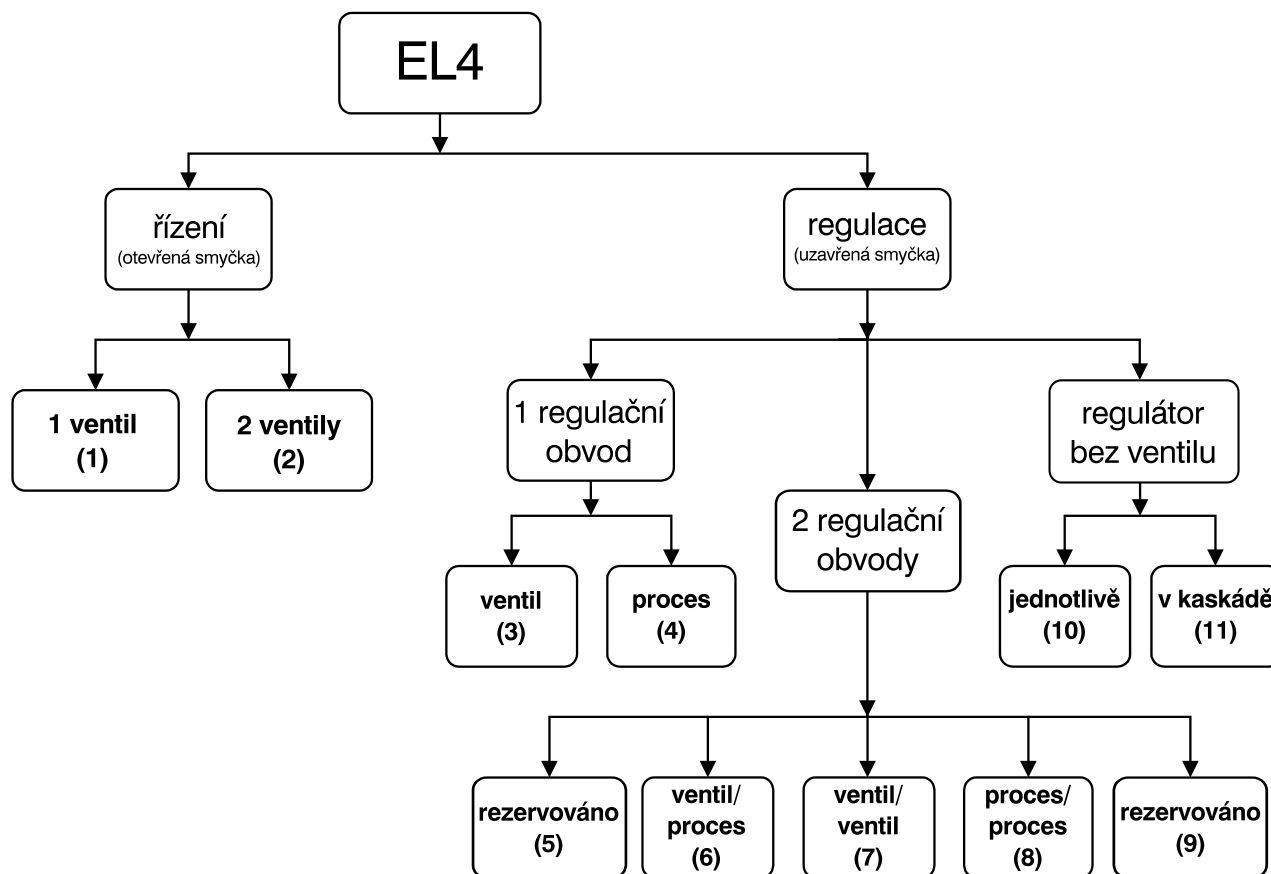 EL4
řízení
(otevřená smyčka)
regulace
(uzavřená smyčka)
1 ventil
(1)
2 ventily
(2)
1 regulační
obvod
regulátor
bez ventilu
2 regulační
obvody
ventil
(3)
proces
(4)
jednotlivě
(10)
v kaskádě
(11)
rezervováno
(5)
ventil/
proces
(6)
ventil/
ventil
(7)
proces/
proces
(8)
rezervováno
(9)